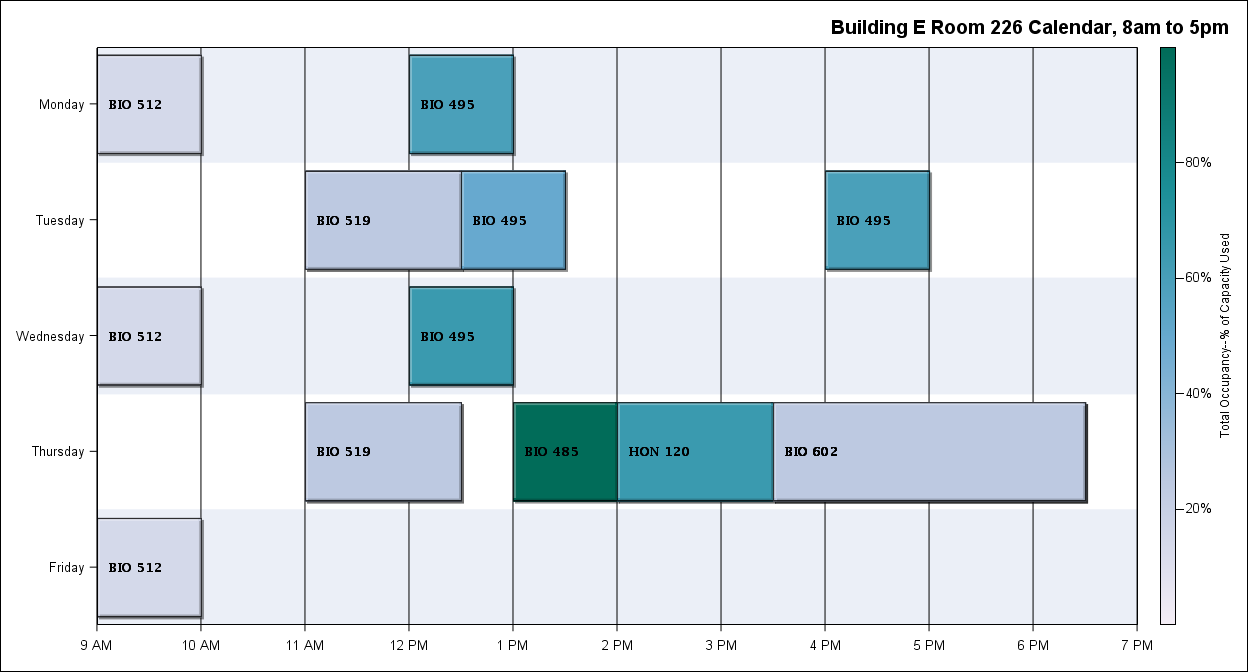 Building E Room 226 Calendar, 8am to 5pm
Monday
BIO 512
BIO 495
Tuesday
BIO 519
BIO 495
BIO 495
Wednesday
BIO 512
BIO 495
Thursday
BIO 519
BIO 485
HON 120
BIO 602
Friday
BIO 512
9 AM
10 AM
11 AM
12 PM
1 PM
2 PM
3 PM
4 PM
5 PM
6 PM
7 PM
80%
60%
40%
20%
Total Occupancy--% of Capacity Used